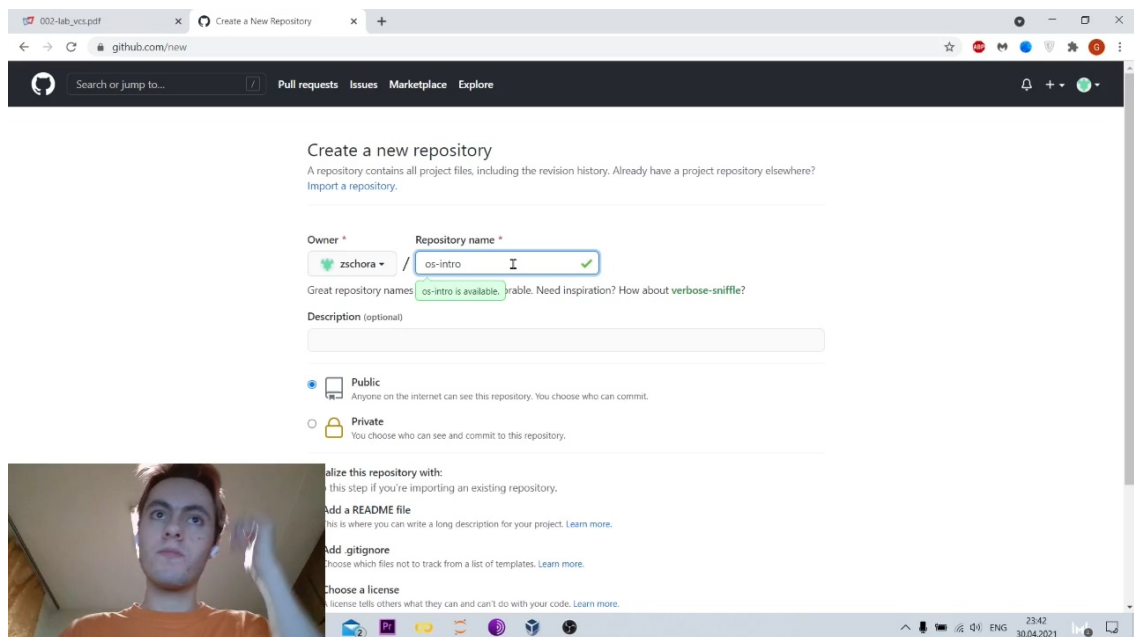 002-lab_vcs.pdf
Create a New Repository
github.com/new
ABP
G
Search or jump to...
/
Pull requests Issues Marketplace Explore
Create a new repository
A repository contains all project files, including the revision history. Already have a project repository elsewhere?
Import a repository.
Owner * Repository name *
zschora / os-intro
Great repository names
os-intro is available.
Need inspiration? How about verbose-sniffle?
Description (optional)
Public
Anyone on the internet can see this repository. You choose who can commit.
Private
You choose who can see and commit to this repository.
this repository with:
this step if you're importing an existing repository.
Add a README file
This is where you can write a long description for your project. Learn more.
Add .gitignore
Choose which files not to track from a list of templates. Learn more.
Choose a license
A license tells others what they can and can't do with your code. Learn more.
2
Pr
ENG
23:42
30.04.2021